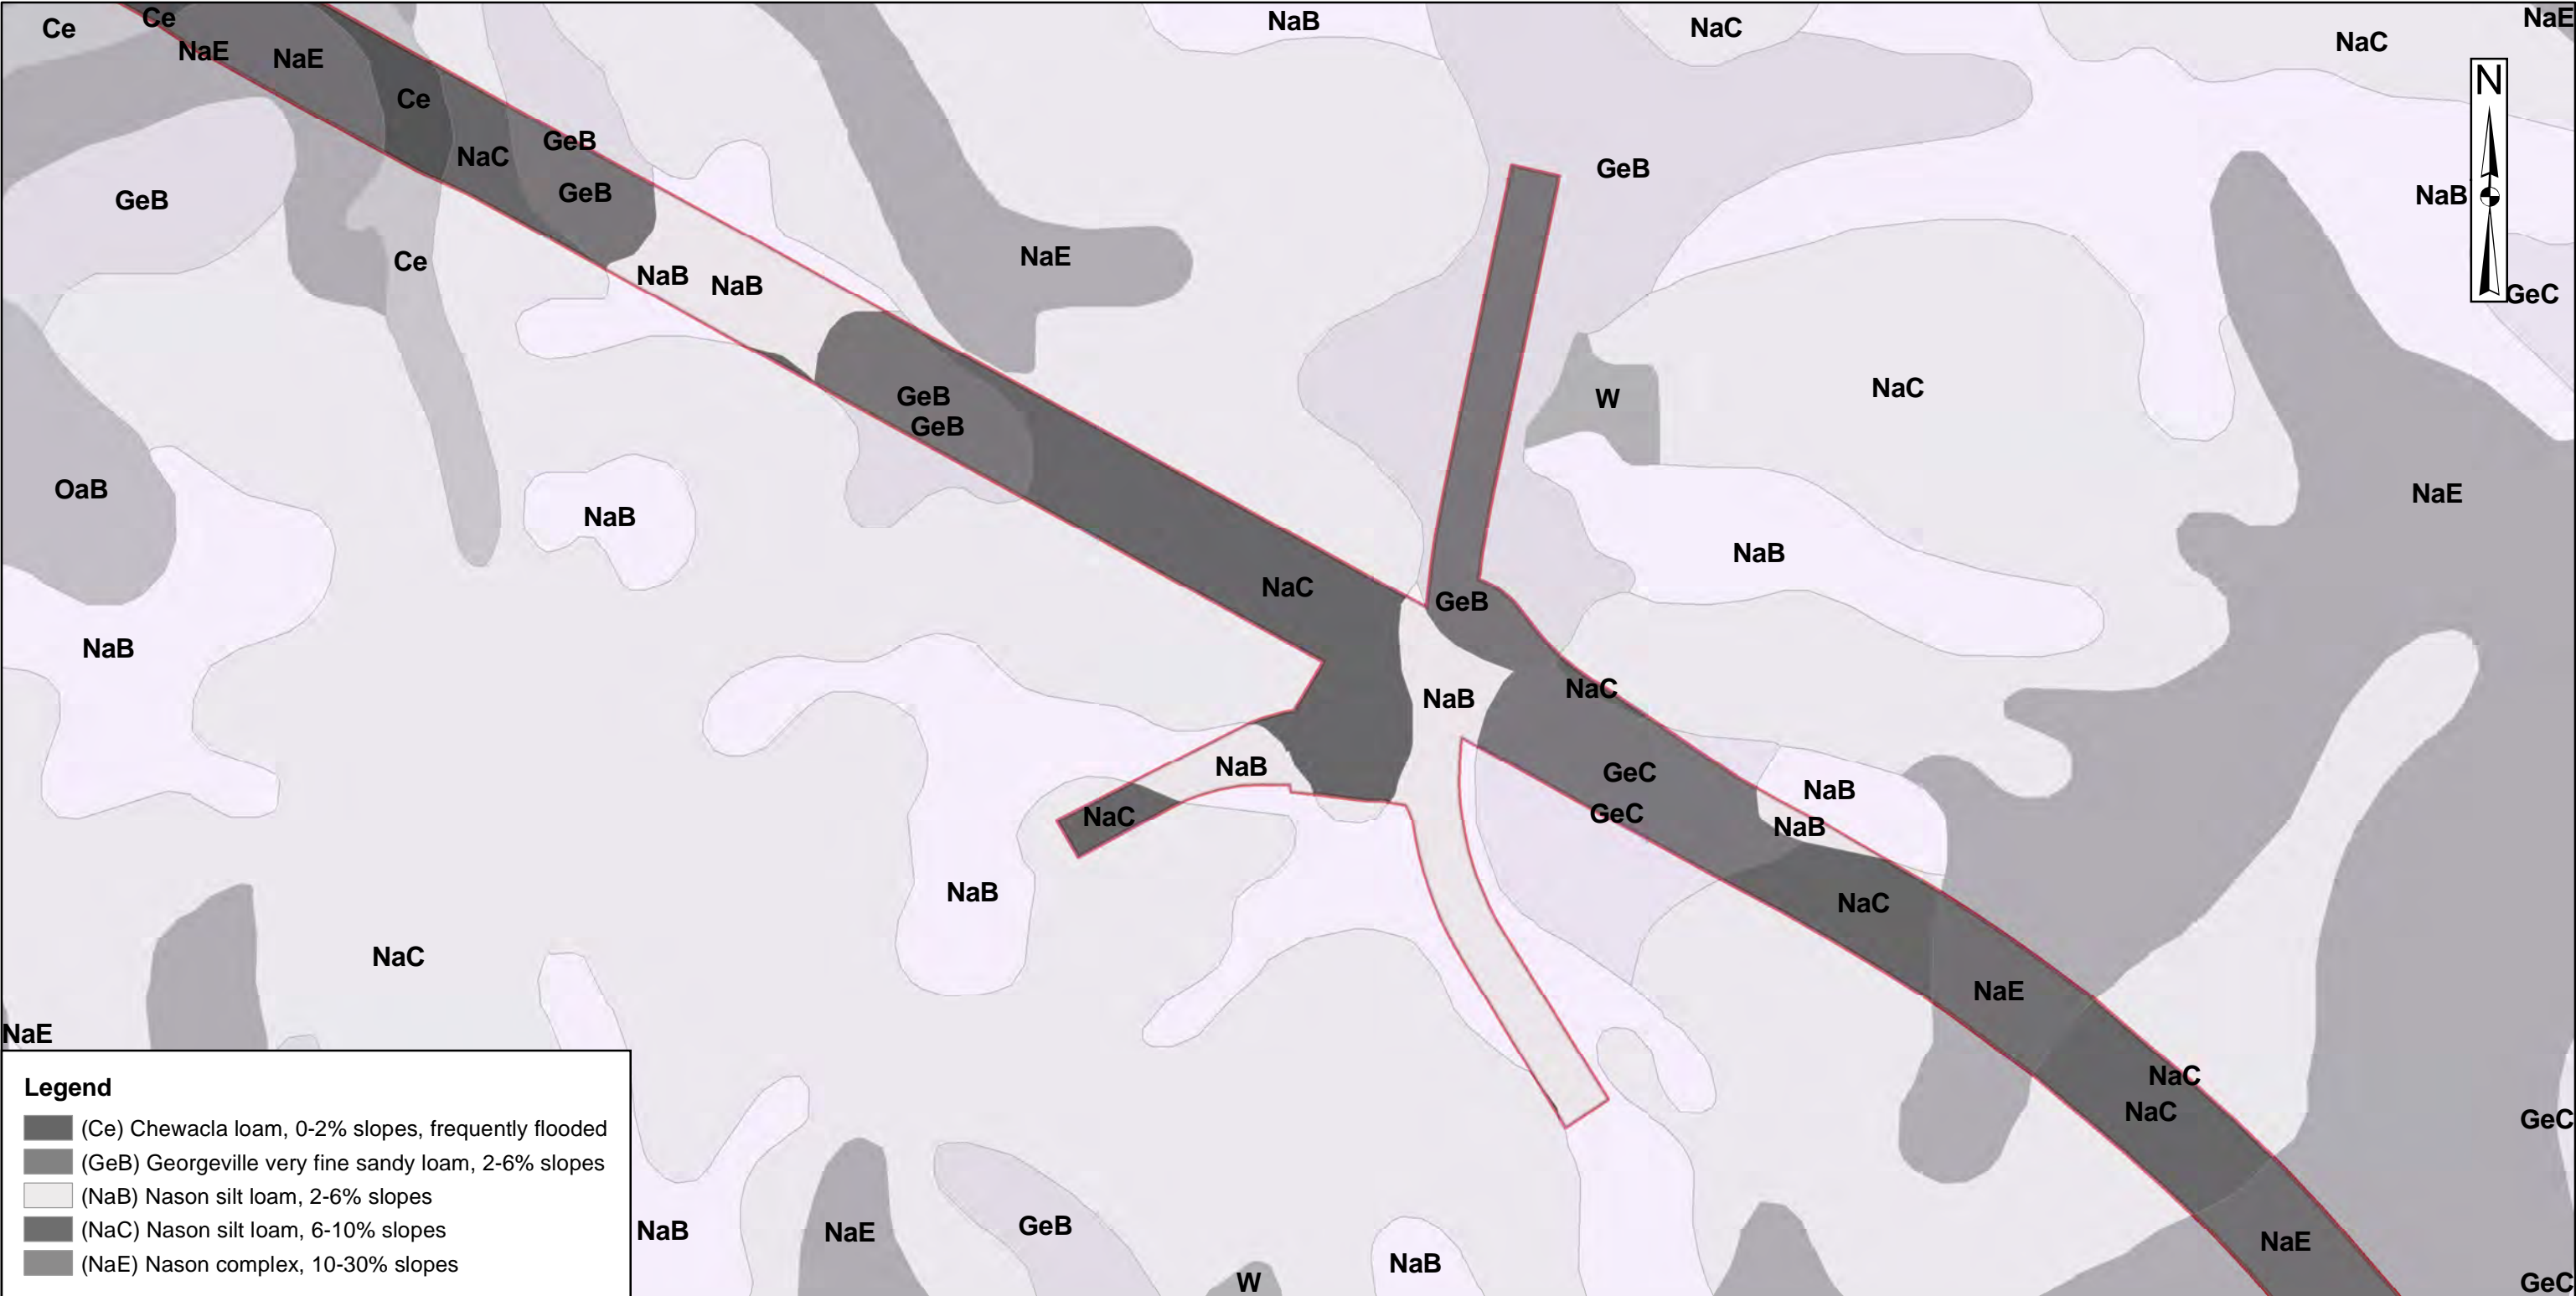 Ce
Ce
NaB
NaC
NaC
NaE
NaE
NaE
N
Ce
GeB
NaC
GeB
GeB
GeB
NaB
Ce
NaE
NaB
NaB
GeC
GeB
GeB
W
NaC
OaB
NaB
NaE
NaB
NaC
GeB
NaB
NaB
NaC
NaB
NaC
GeC
GeC
NaB
NaB
NaB
NaC
NaC
NaE
NaC
NaE
NaC
NaC
GeC
NaB
NaE
GeB
NaB
W
NaE
GeC
Legend
(Ce) Chewacla loam, 0-2% slopes, frequently flooded
(GeB) Georgeville very fine sandy loam, 2-6% slopes
(NaB) Nason silt loam, 2-6% slopes
(NaC) Nason silt loam, 6-10% slopes
(NaE) Nason complex, 10-30% slopes